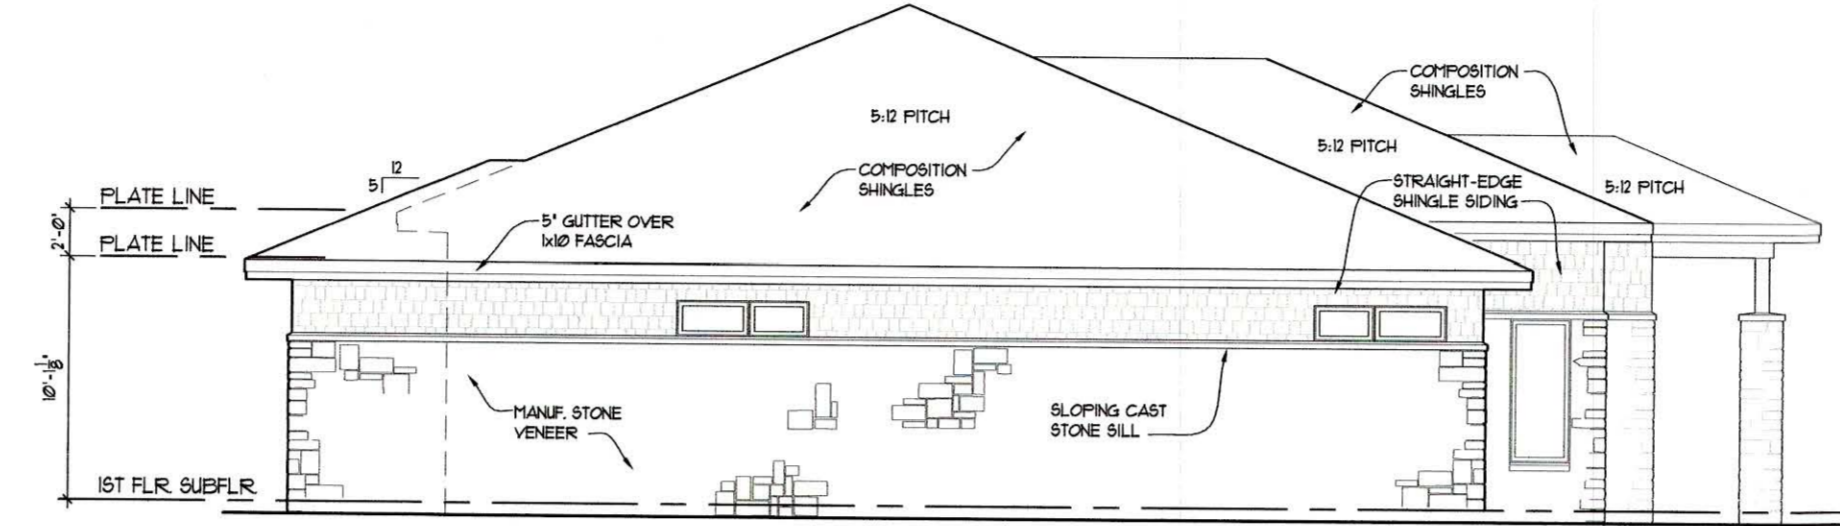 COMPOSITION
SHINGLES
5:12 PITCH
5:12 PITCH
12
5
COMPOSITION
SHINGLES
STRAIGHT-EDGE
SHINGLE SIDING
5:12 PITCH
PLATE LINE
2'-0"
5" GUTTER OVER
1x10 FASCIA
PLATE LINE
10'-1 1/8"
MANUF. STONE
VENEER
SLOPING CAST
STONE SILL
1ST FLR. SUBFLR.